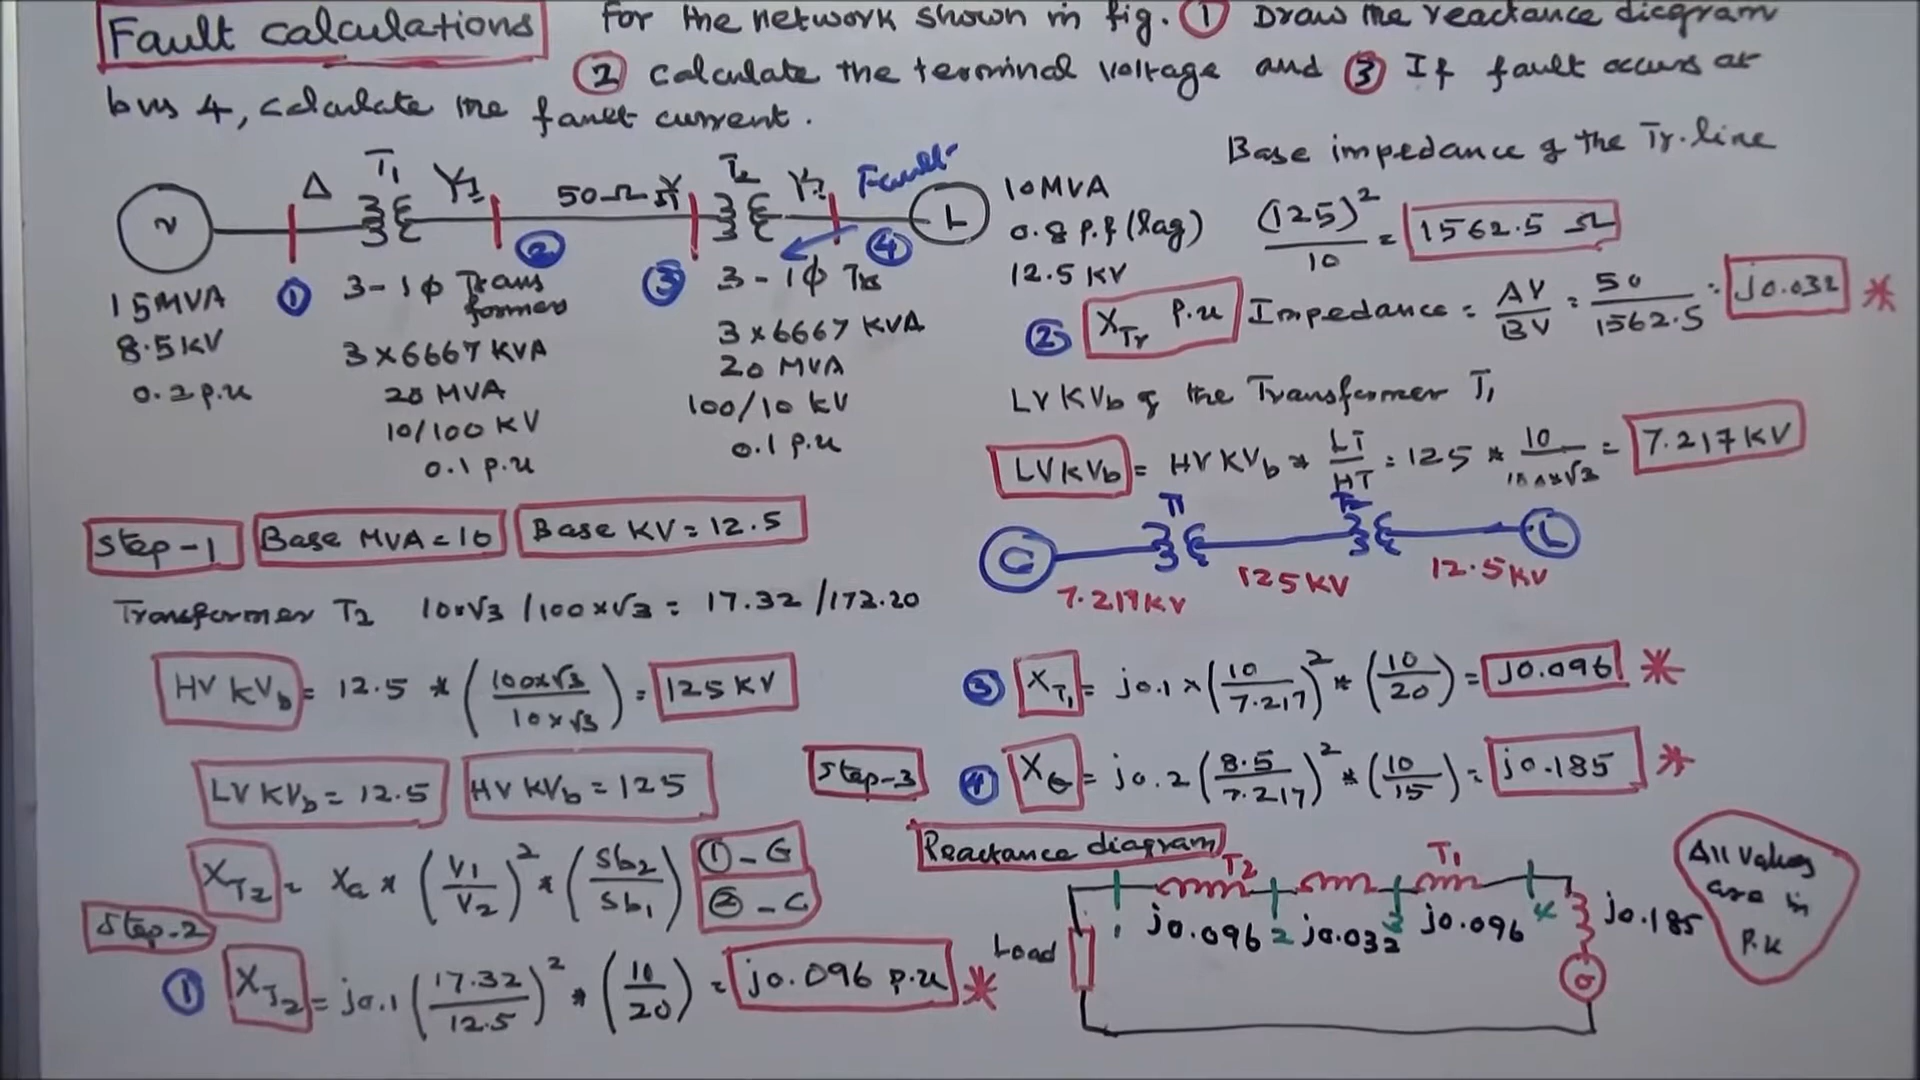 Fault calculations
For the network shown in fig. ① Draw the reactance diagram
② calculate the terminal voltage and ③ If fault occurs at
bus 4, calculate the fault current.
Δ T1 Y 50Ω Y T2 Y Fault
~ L
① ② ③ ④
15MVA
8.5KV
0.2 p.u
3-1φ Trans
formers
3×6667 KVA
20 MVA
10/100 KV
0.1 p.u
3-1φ Tr
3×6667 KVA
20 MVA
100/10 KV
0.1 p.u
10MVA
0.8 p.f (lag)
12.5 KV
Step-1 Base MVA = 10 Base KV = 12.5
Transformer T2 10×√3 / 100×√3 = 17.32 / 173.20
HV KVb = 12.5 * (100×√3 / 10×√3) = 125 KV
LV KVb = 12.5 HV KVb = 125
XT2 = Xa * (V1/V2)² * (Sb2/Sb1) ① - G
② - C
Step-2
① XT2 = j0.1 (17.32/12.5)² * (10/20) = j0.096 p.u *
Base impedance of the Tr. line
(125)²/10 = 1562.5 Ω
② XTr p.u Impedance = AV/BV = 50/1562.5 = j0.032 *
LV KVb of the Transformer T1
LV KVb = HV KVb * LT/HT = 125 * 10/100×√3 = 7.217 KV
G T1 T2 L
7.217KV 125KV 12.5KV
③ XT1 = j0.1 × (10/7.217)² * (10/20) = j0.096 *
Step-3 ④ XG = j0.2 (8.5/7.217)² * (10/15) = j0.185 *
Reactance diagram
T2 T1
Load 1 j0.096 2 j0.032 3 j0.096 4 j0.185
G
All values
are in
p.u